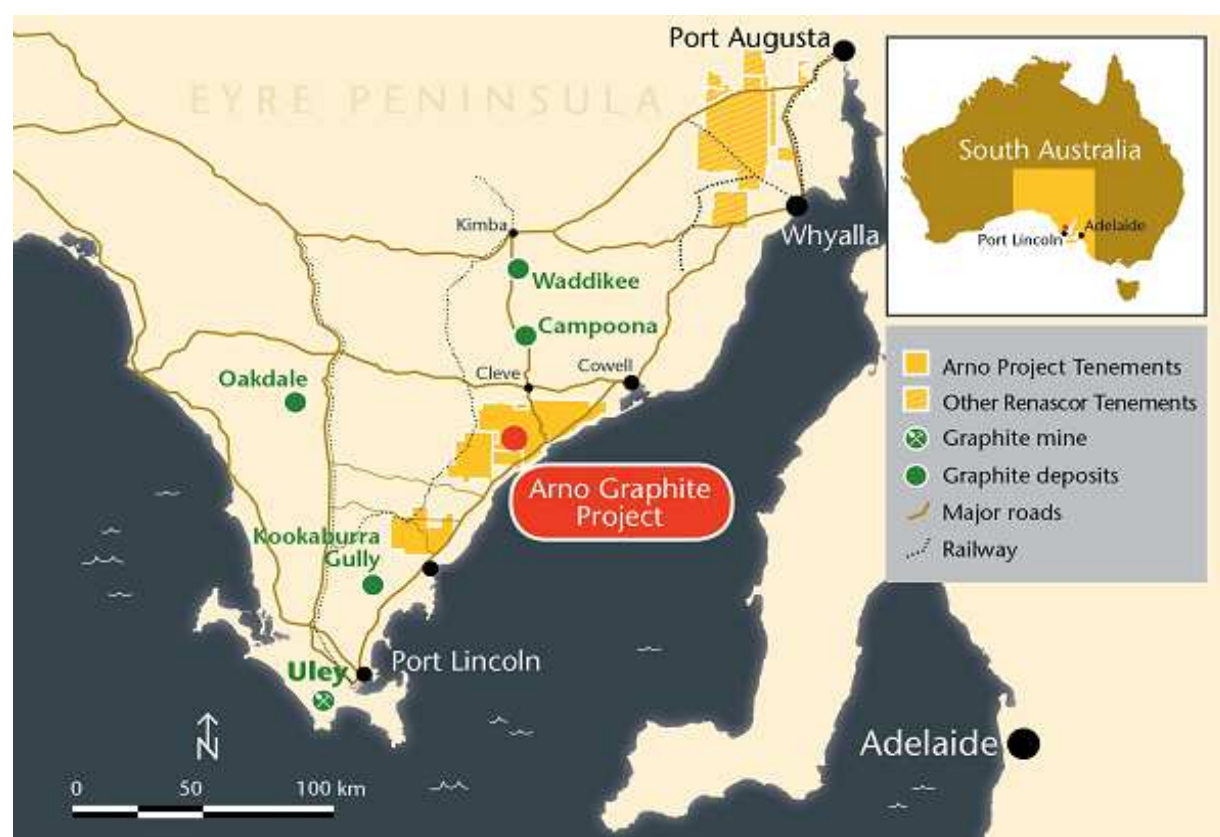 Port Augusta
EYRE PENINSULA
South Australia
Adelaide
Port Lincoln
Kimba
Whyalla
Waddikee
Campoona
Cowell
Cleve
Oakdale
Arno Project Tenements
Other Renascor Tenements
Graphite mine
Graphite deposits
Major roads
Railway
Arno Graphite
Project
Kookaburra
Gully
Port Lincoln
Uley
N
Adelaide
0 50 100 km